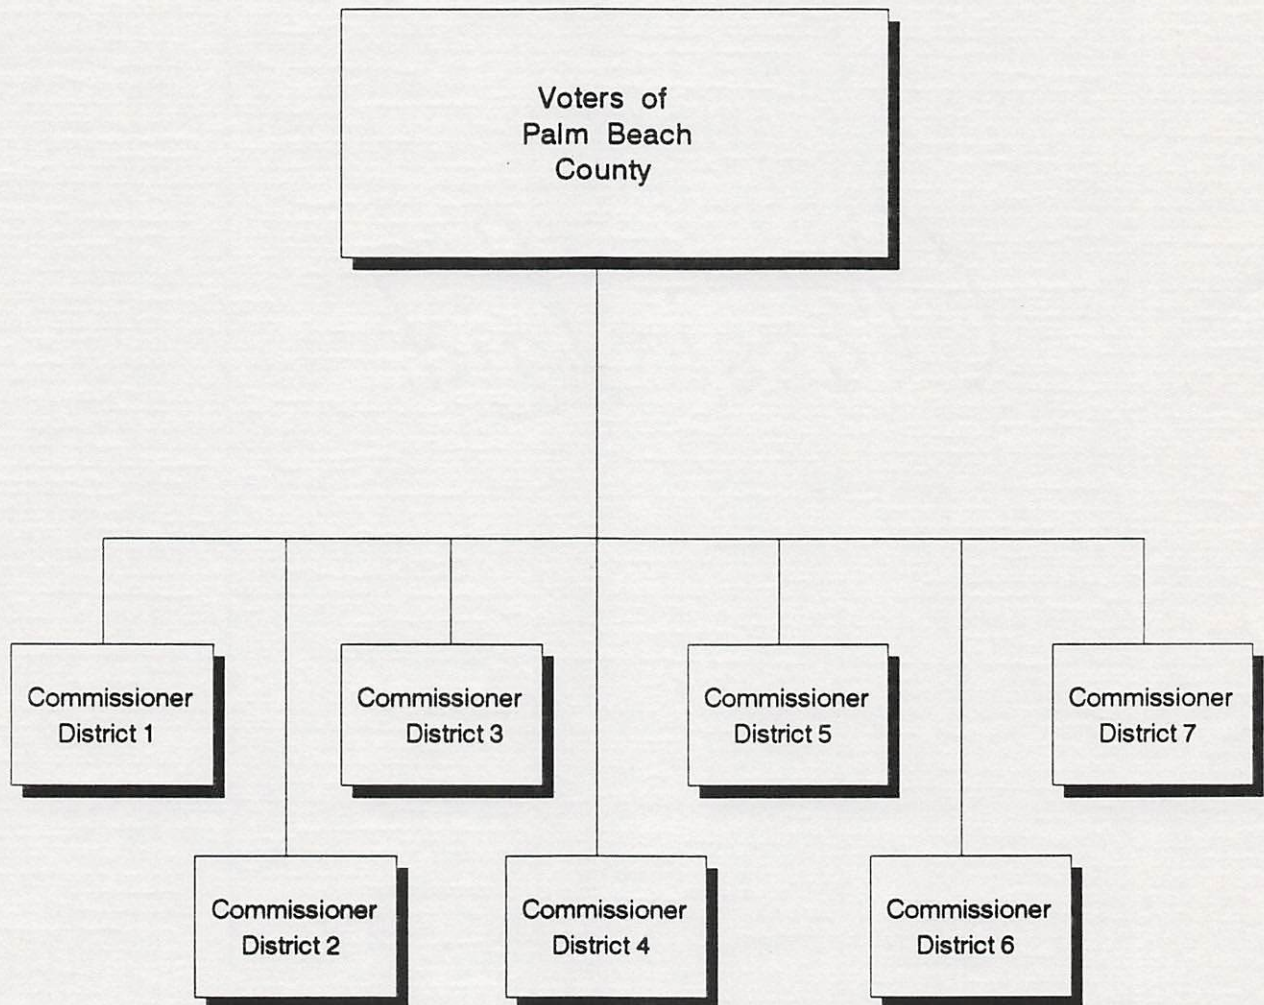 Voters of
Palm Beach
County
Commissioner
District 1
Commissioner
District 3
Commissioner
District 5
Commissioner
District 7
Commissioner
District 2
Commissioner
District 4
Commissioner
District 6